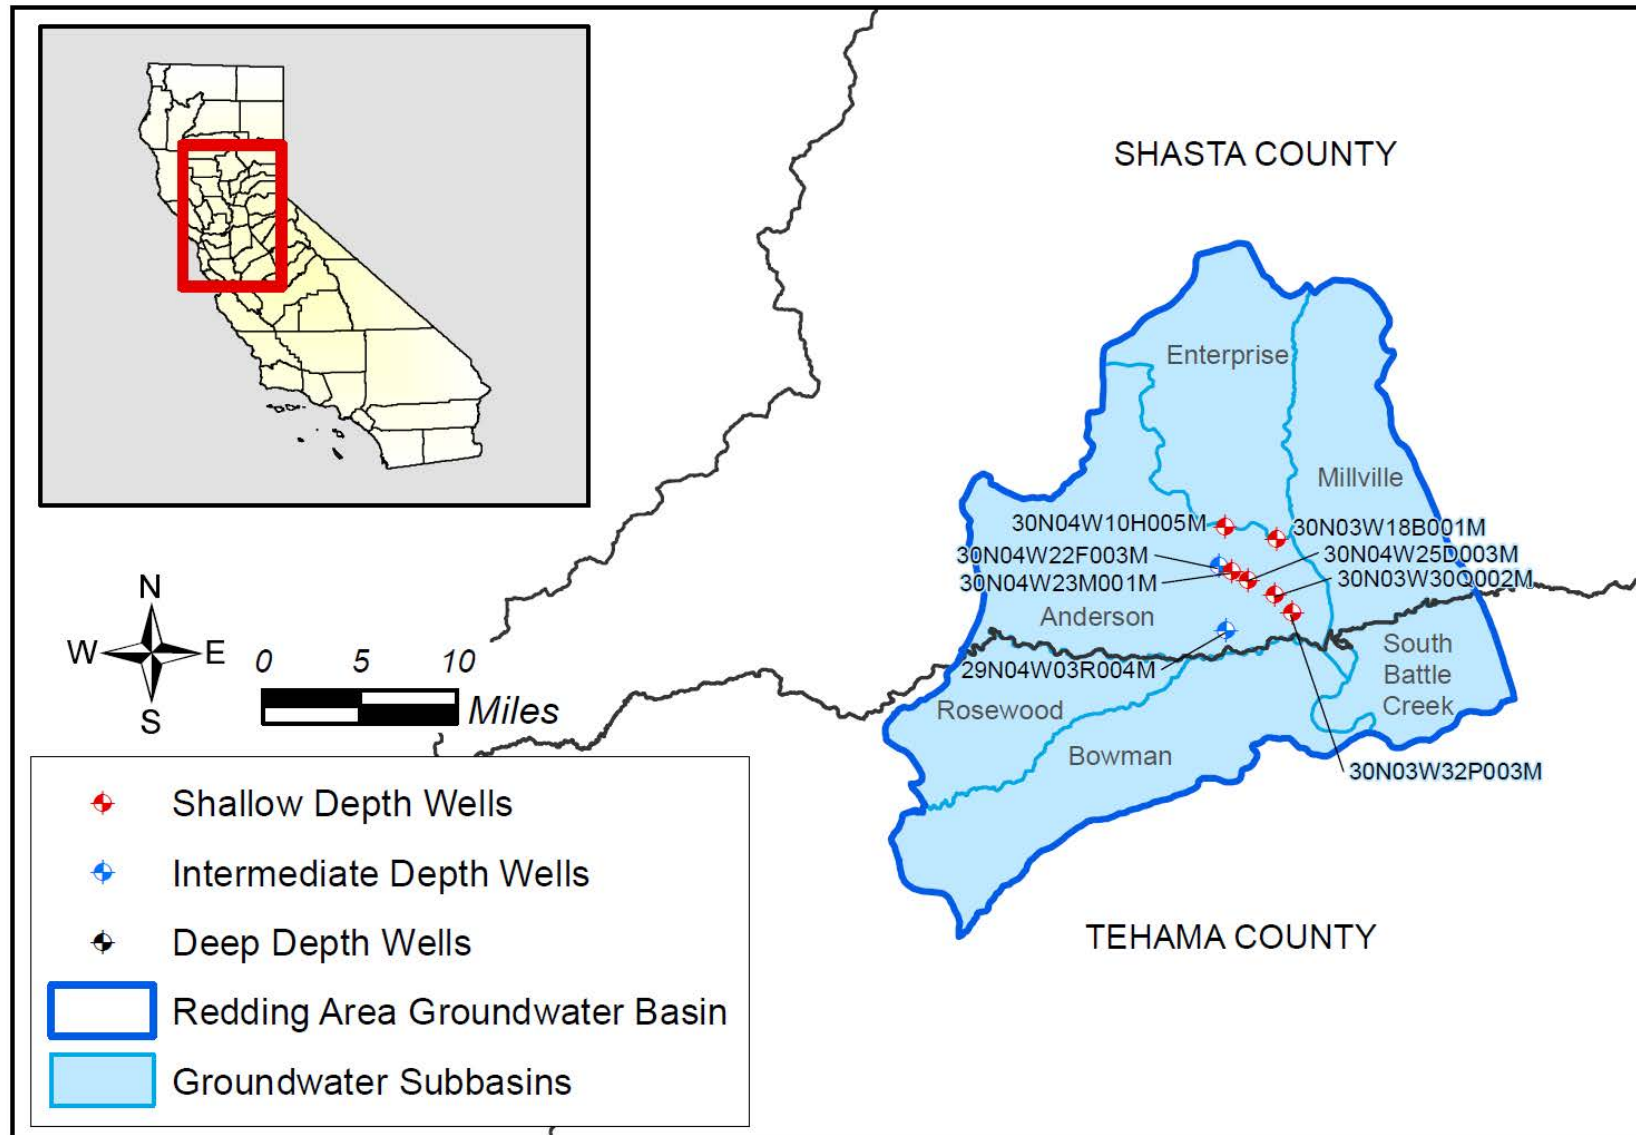 SHASTA COUNTY
Enterprise
Millville
30N04W10H005M
30N03W18B001M
30N04W22F003M
30N04W25D003M
30N04W23M001M
30N03W30Q002M
Anderson
29N04W03R004M
South
Battle
Creek
Rosewood
Bowman
30N03W32P003M
TEHAMA COUNTY
N
W
E
S
0 5 10
Miles
Shallow Depth Wells
Intermediate Depth Wells
Deep Depth Wells
Redding Area Groundwater Basin
Groundwater Subbasins